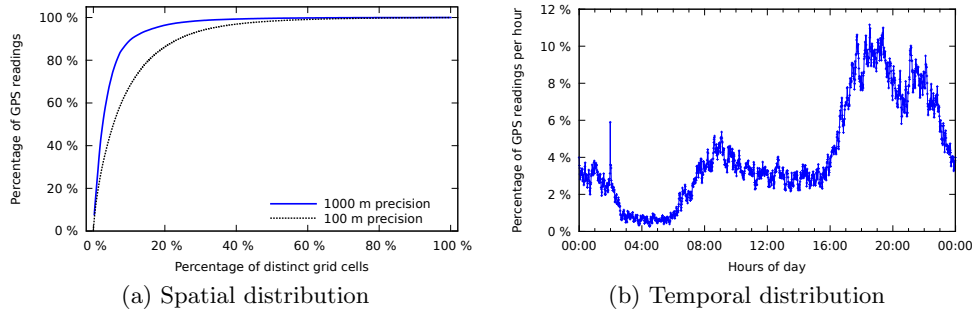 100 %
80 %
60 %
40 %
20 %
0 %
Percentage of GPS readings
1000 m precision
100 m precision
0 % 20 % 40 % 60 % 80 % 100 %
Percentage of distinct grid cells
(a) Spatial distribution
12 %
10 %
8 %
6 %
4 %
2 %
0 %
Percentage of GPS readings per hour
00:00 04:00 08:00 12:00 16:00 20:00 00:00
Hours of day
(b) Temporal distribution